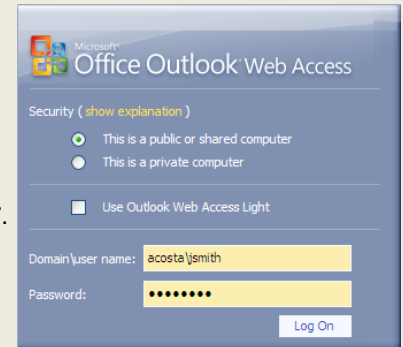 Microsoft
Office Outlook Web Access
Security ( show explanation )
This is a public or shared computer
This is a private computer
Use Outlook Web Access Light
Domain\user name: acosta\jsmith
Password: ••••••••
Log On